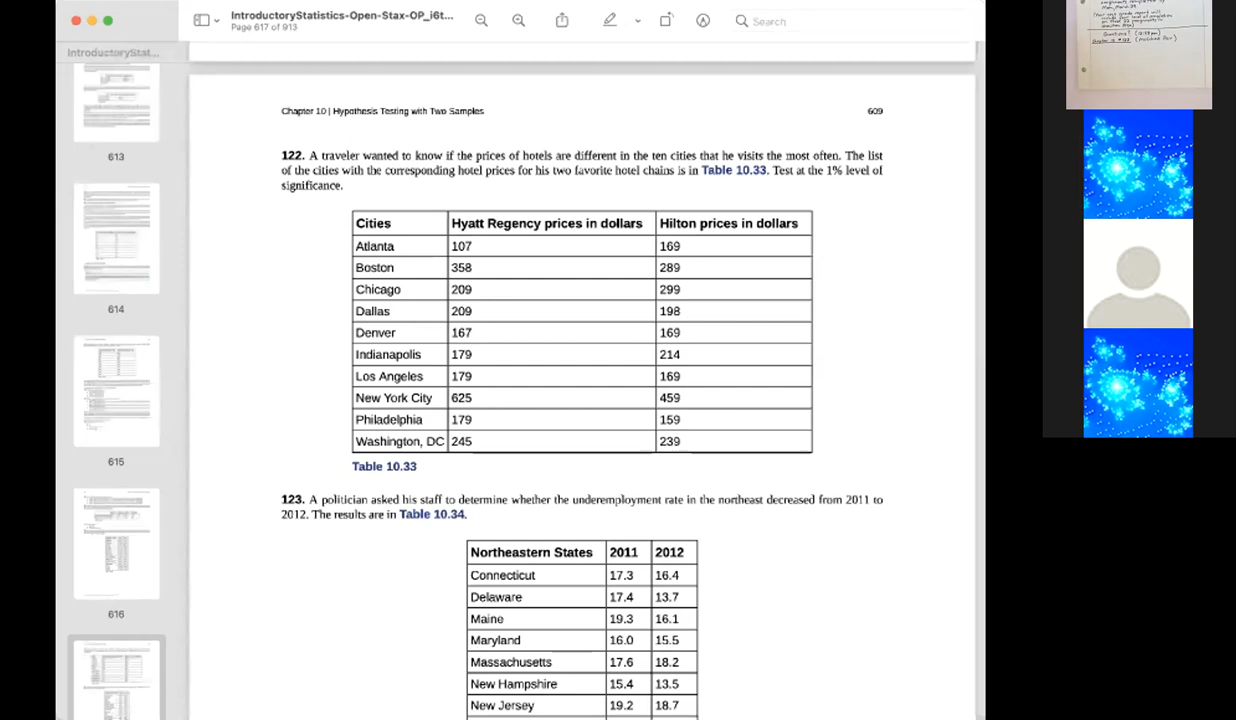 IntroductoryStatistics-Open-Stax-OP_i6t...
Page 617 of 913
Search
IntroductoryStat...
613
614
615
616
Chapter 10 | Hypothesis Testing with Two Samples 609
122. A traveler wanted to know if the prices of hotels are different in the ten cities that he visits the most often. The list
of the cities with the corresponding hotel prices for his two favorite hotel chains is in Table 10.33. Test at the 1% level of
significance.
Cities Hyatt Regency prices in dollars Hilton prices in dollars
Atlanta 107 169
Boston 358 289
Chicago 209 299
Dallas 209 198
Denver 167 169
Indianapolis 179 214
Los Angeles 179 169
New York City 625 459
Philadelphia 179 159
Washington, DC 245 239
Table 10.33
123. A politician asked his staff to determine whether the underemployment rate in the northeast decreased from 2011 to
2012. The results are in Table 10.34.
Northeastern States 2011 2012
Connecticut 17.3 16.4
Delaware 17.4 13.7
Maine 19.3 16.1
Maryland 16.0 15.5
Massachusetts 17.6 18.2
New Hampshire 15.4 13.5
New Jersey 19.2 18.7